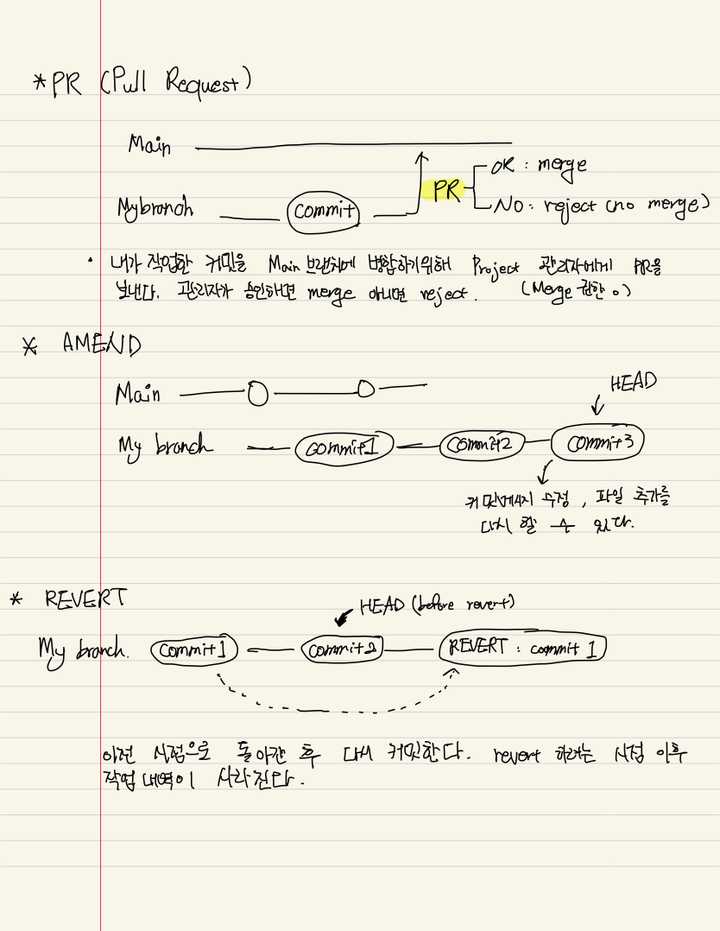 * PR (Pull Request)
Main
OK : merge
PR
Mybranch commit
No : reject (no merge)
• 내가 작업한 커밋을 Main 브랜치에 병합하기위해 Project 관리자에게 PR을
보낸다. 관리자가 승인하면 merge 아니면 reject. (Merge 권한 o)
* AMEND
Main
HEAD
My branch commit1 commit2 commit3
커밋메세지 수정, 파일 추가를
다시 할 수 있다.
* REVERT
HEAD (before revert)
My branch. commit1 commit2 REVERT : commit 1
이전 시점으로 돌아간 후 다시 커밋한다. revert 하려는 시점 이후
작업 내역이 사라진다.